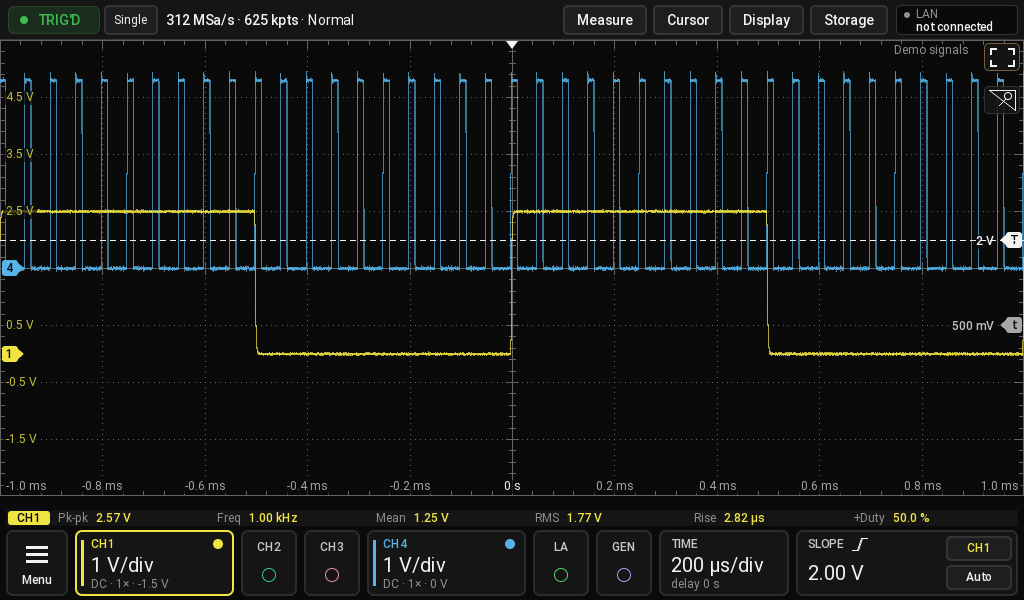 TRIG'D
Single
312 MSa/s · 625 kpts · Normal
Measure
Cursor
Display
Storage
LAN
not connected
Demo signals
4.5 V
3.5 V
2.5 V
2 V T
4
0.5 V
500 mV t
1
-0.5 V
-1.5 V
-1.0 ms -0.8 ms -0.6 ms -0.4 ms -0.2 ms 0 s 0.2 ms 0.4 ms 0.6 ms 0.8 ms 1.0 ms
CH1 Pk-pk 2.57 V Freq 1.00 kHz Mean 1.25 V RMS 1.77 V Rise 2.82 µs +Duty 50.0 %
Menu
CH1
1 V/div
DC · 1× · -1.5 V
CH2
CH3
CH4
1 V/div
DC · 1× · 0 V
LA
GEN
TIME
200 µs/div
delay 0 s
SLOPE
2.00 V
CH1
Auto